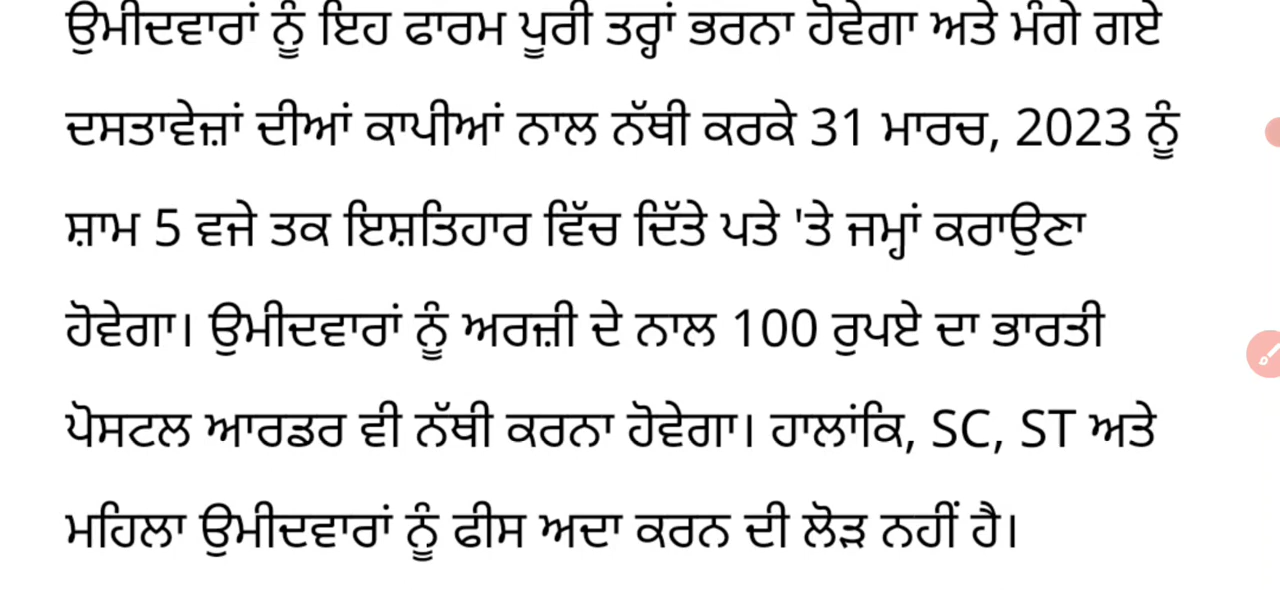 ਉਮੀਦਵਾਰਾਂ ਨੂੰ ਇਹ ਫਾਰਮ ਪੂਰੀ ਤਰ੍ਹਾਂ ਭਰਨਾ ਹੋਵੇਗਾ ਅਤੇ ਮੰਗੇ ਗਏ
ਦਸਤਾਵੇਜ਼ਾਂ ਦੀਆਂ ਕਾਪੀਆਂ ਨਾਲ ਨੱਥੀ ਕਰਕੇ 31 ਮਾਰਚ, 2023 ਨੂੰ
ਸ਼ਾਮ 5 ਵਜੇ ਤਕ ਇਸ਼ਤਿਹਾਰ ਵਿੱਚ ਦਿੱਤੇ ਪਤੇ 'ਤੇ ਜਮ੍ਹਾਂ ਕਰਾਉਣਾ
ਹੋਵੇਗਾ। ਉਮੀਦਵਾਰਾਂ ਨੂੰ ਅਰਜ਼ੀ ਦੇ ਨਾਲ 100 ਰੁਪਏ ਦਾ ਭਾਰਤੀ
ਪੋਸਟਲ ਆਰਡਰ ਵੀ ਨੱਥੀ ਕਰਨਾ ਹੋਵੇਗਾ। ਹਾਲਾਂਕਿ, SC, ST ਅਤੇ
ਮਹਿਲਾ ਉਮੀਦਵਾਰਾਂ ਨੂੰ ਫੀਸ ਅਦਾ ਕਰਨ ਦੀ ਲੋੜ ਨਹੀਂ ਹੈ।